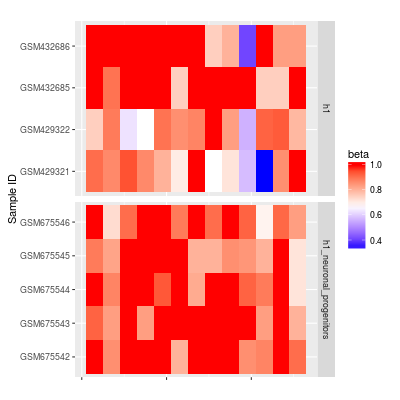 GSM432686
GSM432685
GSM429322
GSM429321
h1
GSM675546
GSM675545
GSM675544
GSM675543
GSM675542
h1_neuronal_progenitors
Sample ID
beta
1.0
0.8
0.6
0.4